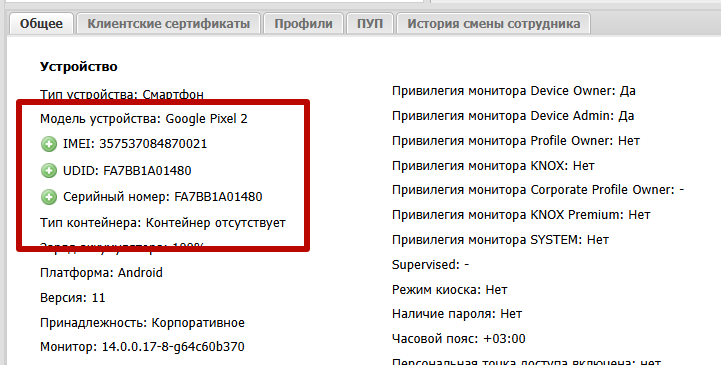 Общее
Клиентские сертификаты
Профили
ПУП
История смены сотрудника
Устройство
Тип устройства: Смартфон
Модель устройства: Google Pixel 2
IMEI: 357537084870021
UDID: FA7BB1A01480
Серийный номер: FA7BB1A01480
Тип контейнера: Контейнер отсутствует
Заряд аккумулятора: 100%
Платформа: Android
Версия: 11
Принадлежность: Корпоративное
Монитор: 14.0.0.17-8-g64c60b370
Привилегия монитора Device Owner: Да
Привилегия монитора Device Admin: Да
Привилегия монитора Profile Owner: Нет
Привилегия монитора KNOX: Нет
Привилегия монитора Corporate Profile Owner: -
Привилегия монитора KNOX Premium: Нет
Привилегия монитора SYSTEM: Нет
Supervised: -
Режим киоска: Нет
Наличие пароля: Нет
Часовой пояс: +03:00
Персональная точка доступа включена: нет